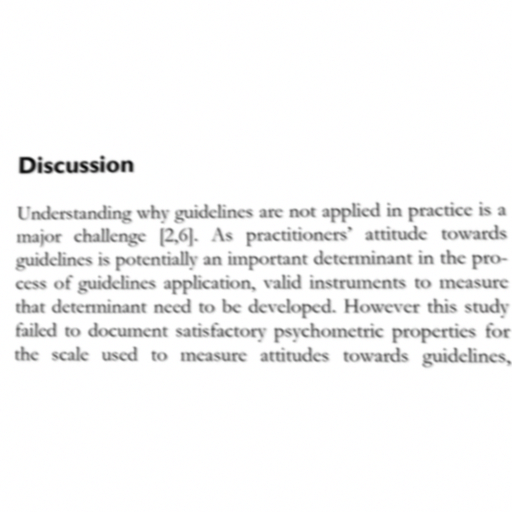 Discussion
Understanding why guidelines are not applied in practice is a
major challenge [2,6]. As practitioners' attitude towards
guidelines is potentially an important determinant in the pro-
cess of guidelines application, valid instruments to measure
that determinant need to be developed. However this study
failed to document satisfactory psychometric properties for
the scale used to measure attitudes towards guidelines,